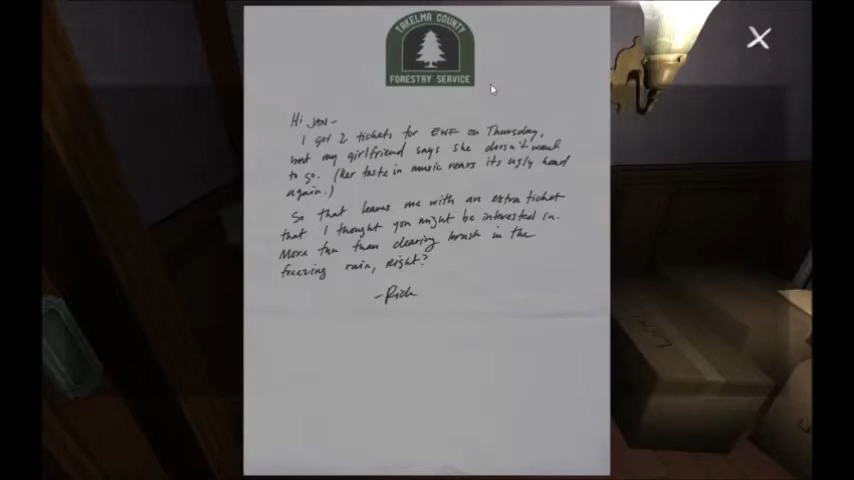 TAKELMA COUNTY
FORESTRY SERVICE
Hi JAN-
I got 2 tickets for EWF on Thursday,
but my girlfriend says she doesn't want
to go. (Her taste in music rears its ugly head
again.)
So that leaves me with an extra ticket
that I thought you might be interested in.
More fun than clearing brush in the
freezing rain, right?
-Rick